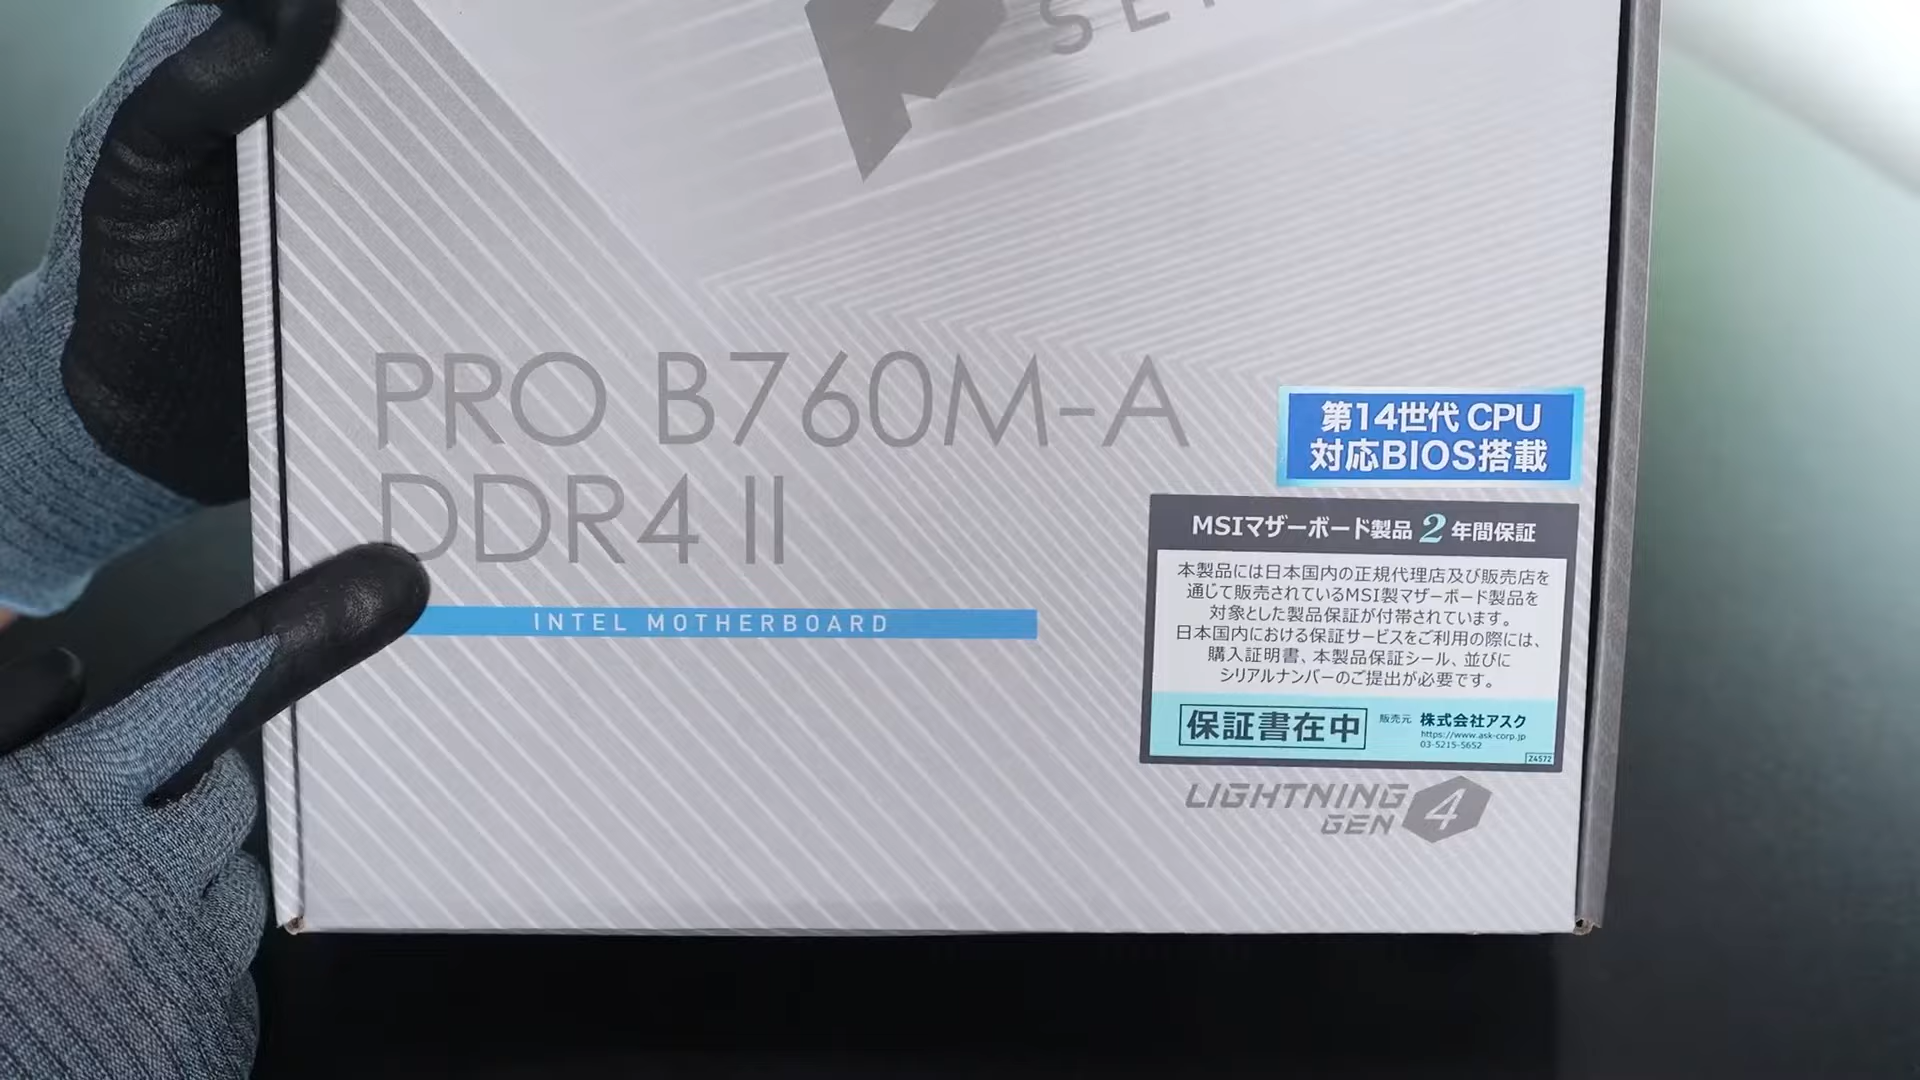 PRO B760M-A
DDR4 II
INTEL MOTHERBOARD
第14世代 CPU
対応BIOS搭載
MSIマザーボード製品 2 年間保証
本製品には日本国内の正規代理店及び販売店を
通じて販売されているMSI製マザーボード製品を
対象とした製品保証が付帯されています。
日本国内における保証サービスをご利用の際には、
購入証明書、本製品保証シール、並びに
シリアルナンバーのご提出が必要です。
保証書在中
販売元 株式会社アスク
https://www.ask-corp.jp
03-5215-5652
Z4572
LIGHTNING
GEN 4